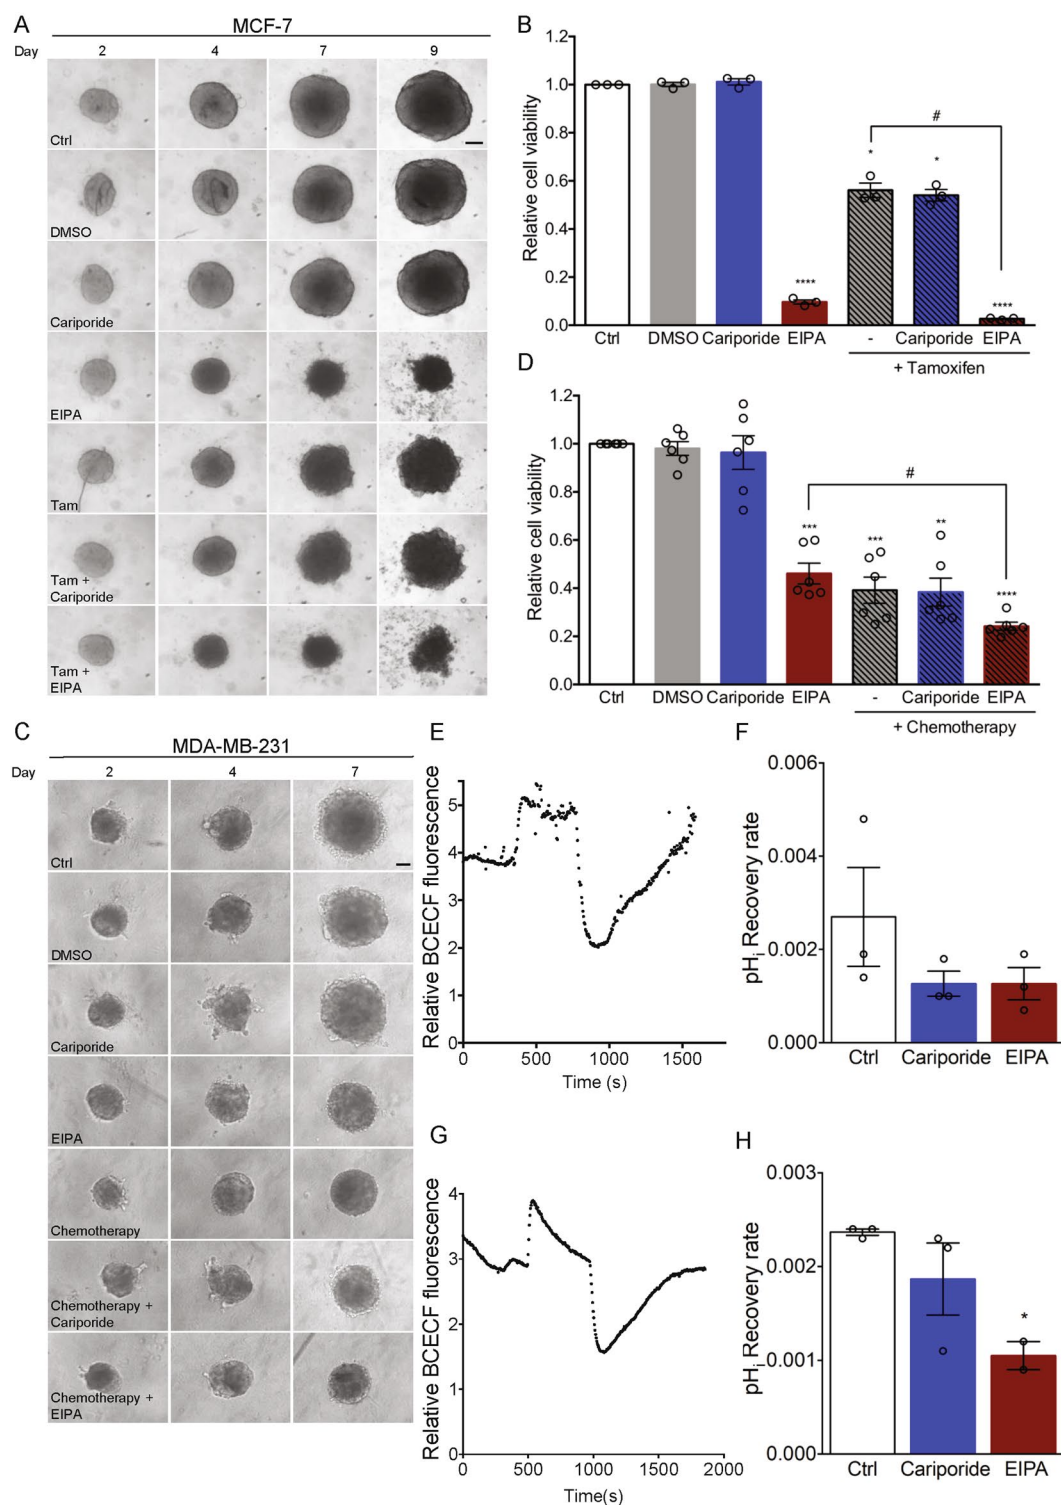 A
MCF-7
Day 2 4 7 9
Ctrl
DMSO
Cariporide
EIPA
Tam
Tam +
Cariporide
Tam +
EIPA
B
Relative cell viability
1.2
1.0
0.8
0.6
0.4
0.2
0.0
****
*
*
#
****
Ctrl DMSO Cariporide EIPA - Cariporide EIPA
+ Tamoxifen
D
Relative cell viability
1.2
1.0
0.8
0.6
0.4
0.2
0.0
***
***
**
#
****
Ctrl DMSO Cariporide EIPA - Cariporide EIPA
+ Chemotherapy
C
MDA-MB-231
Day 2 4 7
Ctrl
DMSO
Cariporide
EIPA
Chemotherapy
Chemotherapy +
Cariporide
Chemotherapy +
EIPA
E
Relative BCECF fluorescence
5
4
3
2
1
0
0 500 1000 1500
Time (s)
F
pHi Recovery rate
0.006
0.004
0.002
0.000
Ctrl Cariporide EIPA
G
Relative BCECF fluorescence
4
3
2
1
0
0 500 1000 1500 2000
Time(s)
H
pHi Recovery rate
0.003
0.002
0.001
0.000
*
Ctrl Cariporide EIPA